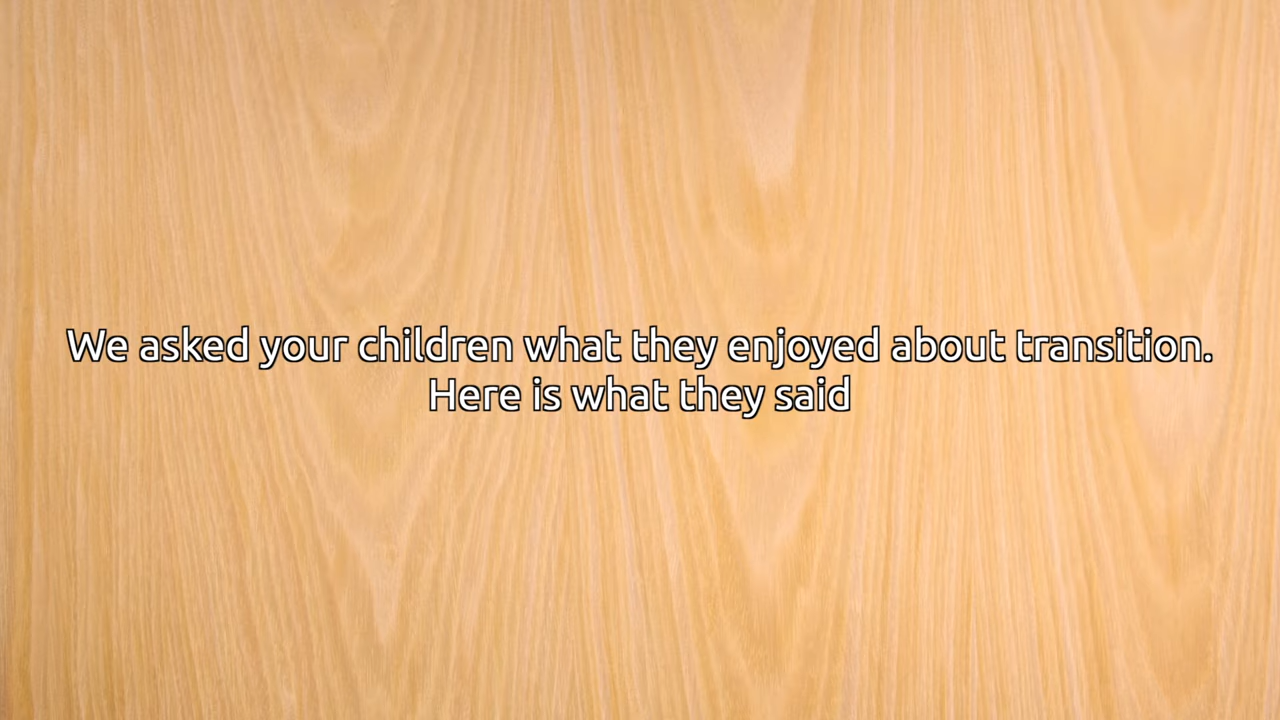 We asked your children what they enjoyed about transition.
Here is what they said